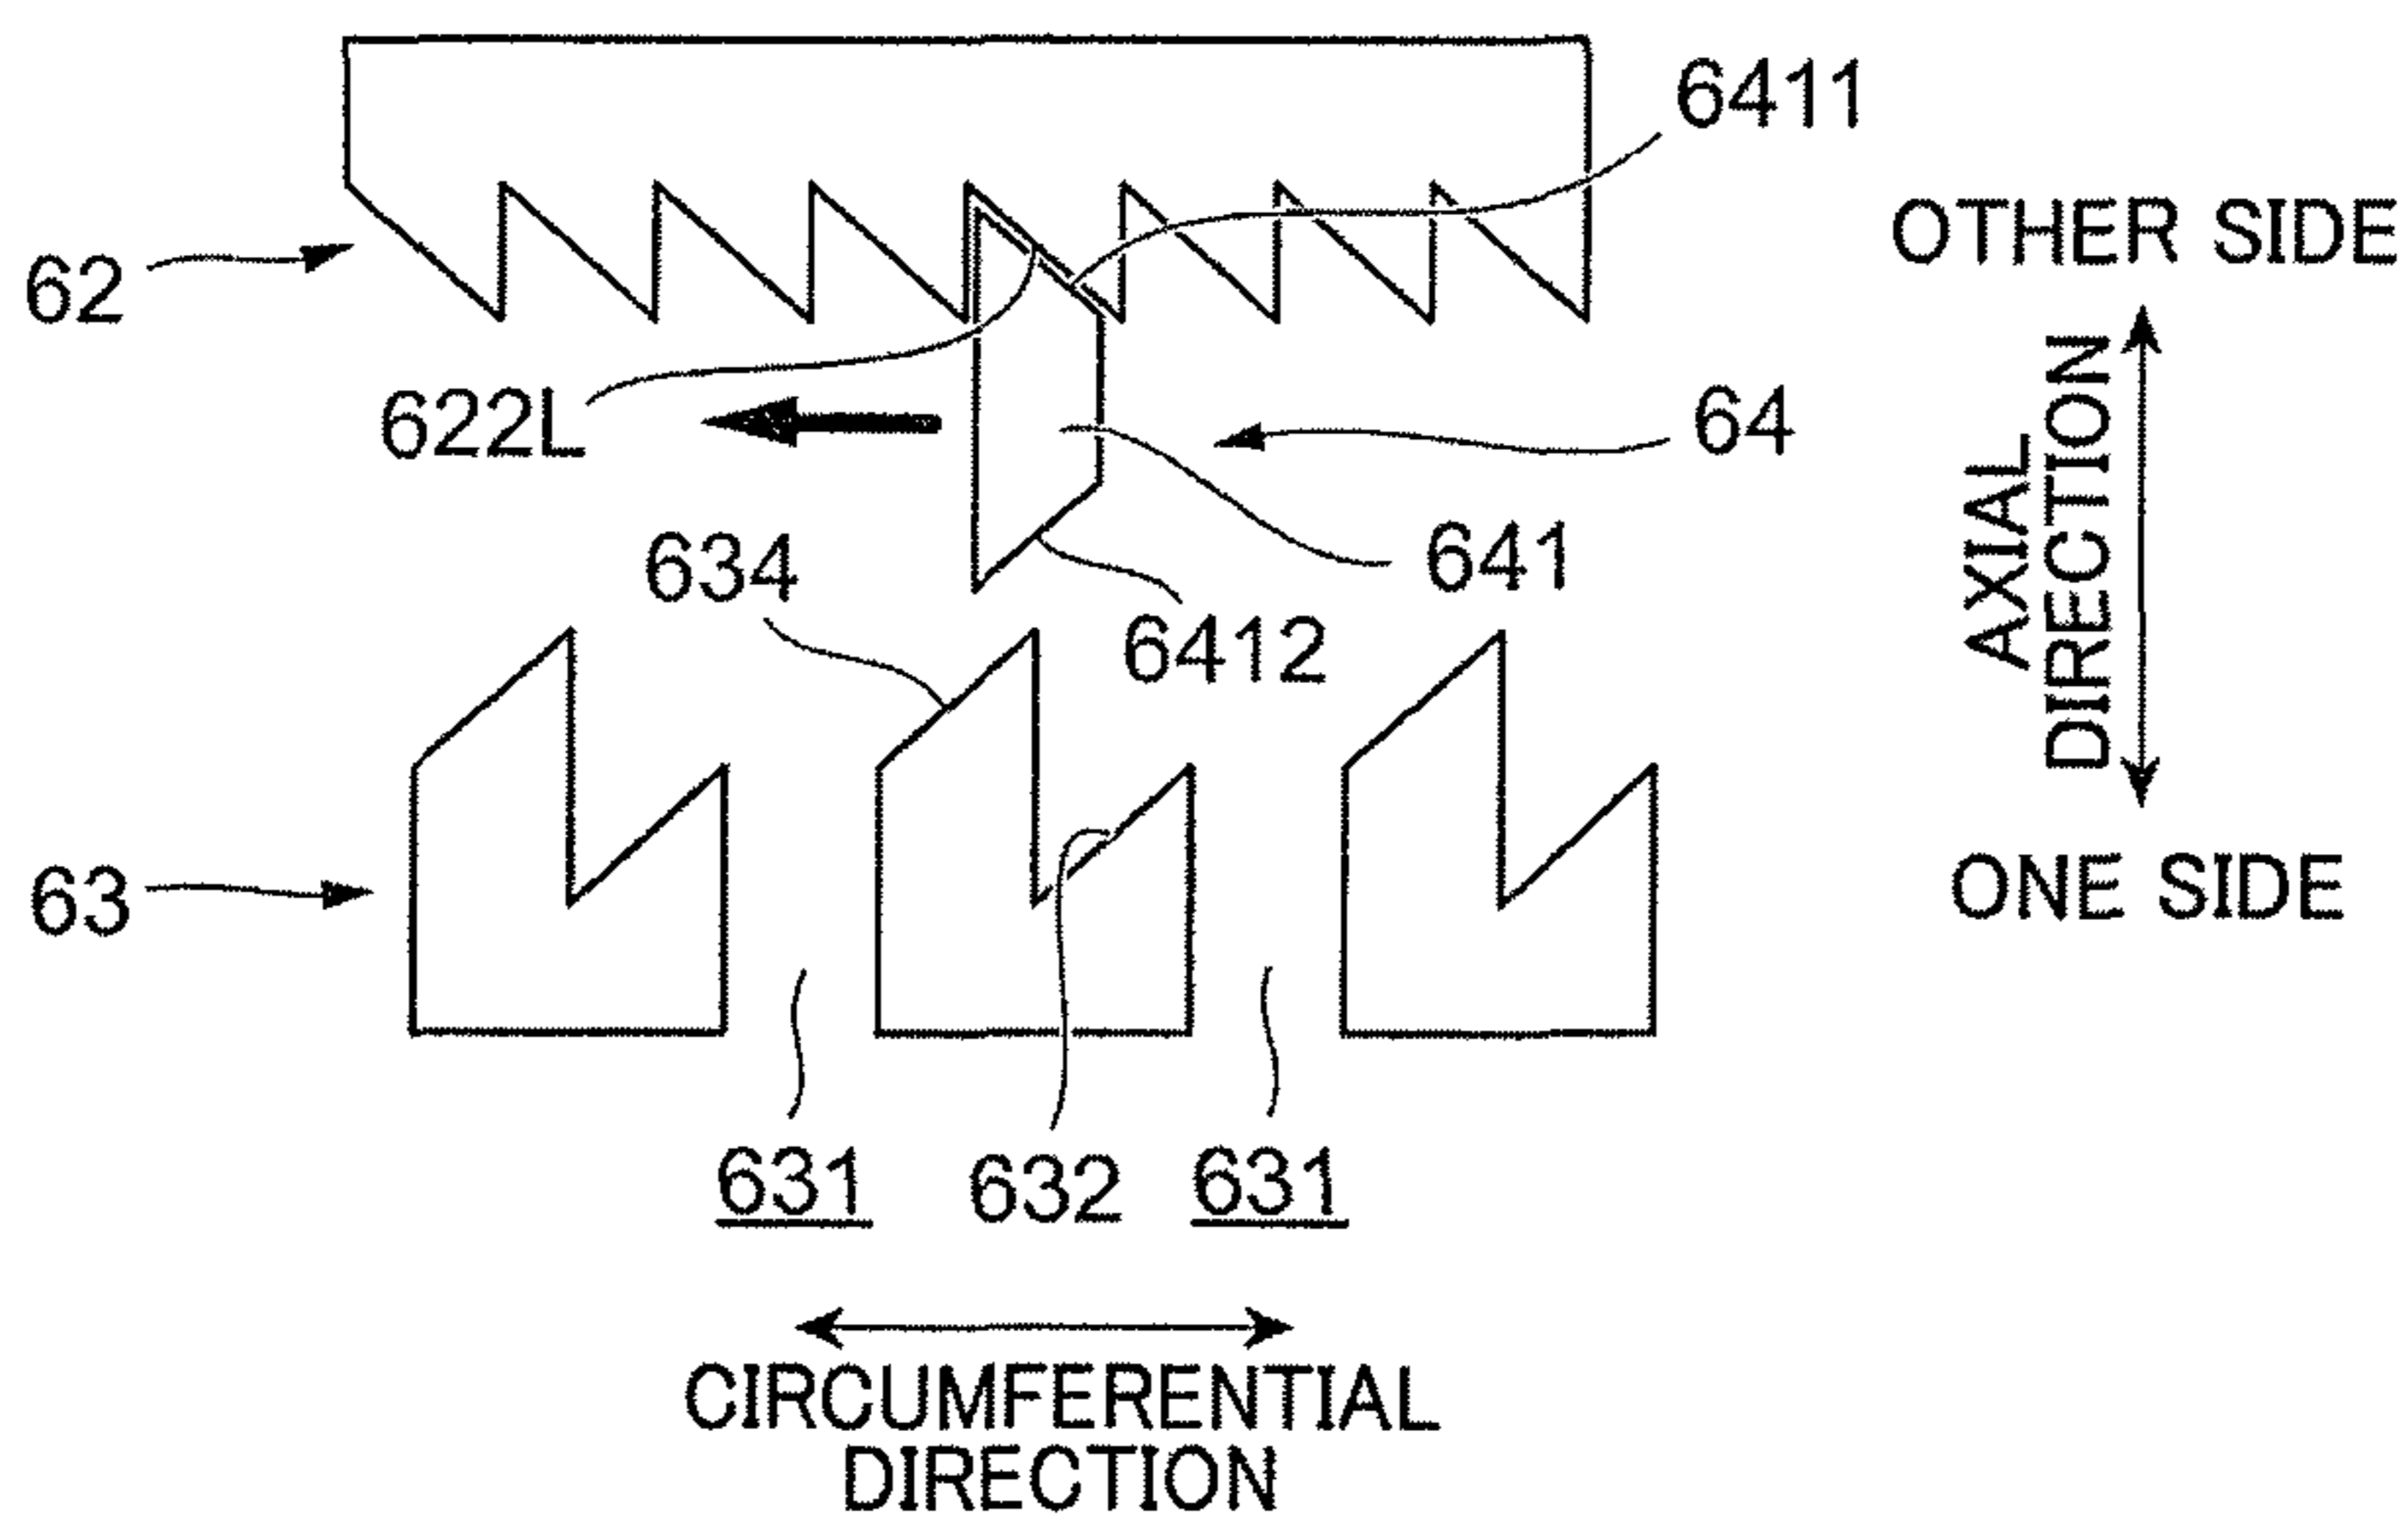 6411
OTHER SIDE
62
622L
64
AXIAL
DIRECTION
634
641
6412
63
ONE SIDE
631
632
631
CIRCUMFERENTIAL
DIRECTION